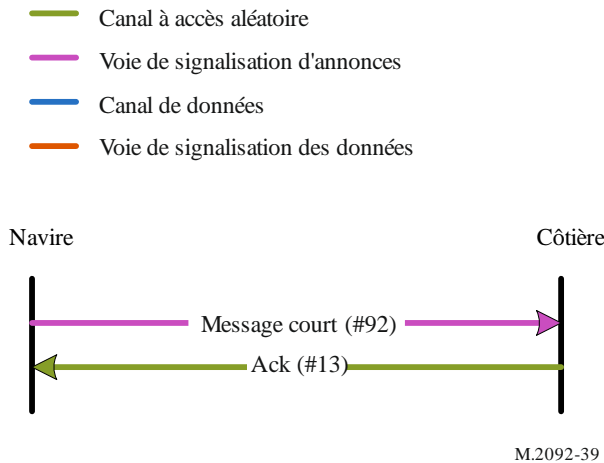 Canal à accès aléatoire
Voie de signalisation d'annonces
Canal de données
Voie de signalisation des données
Navire
Côtière
Message court (#92)
Ack (#13)
M.2092-39